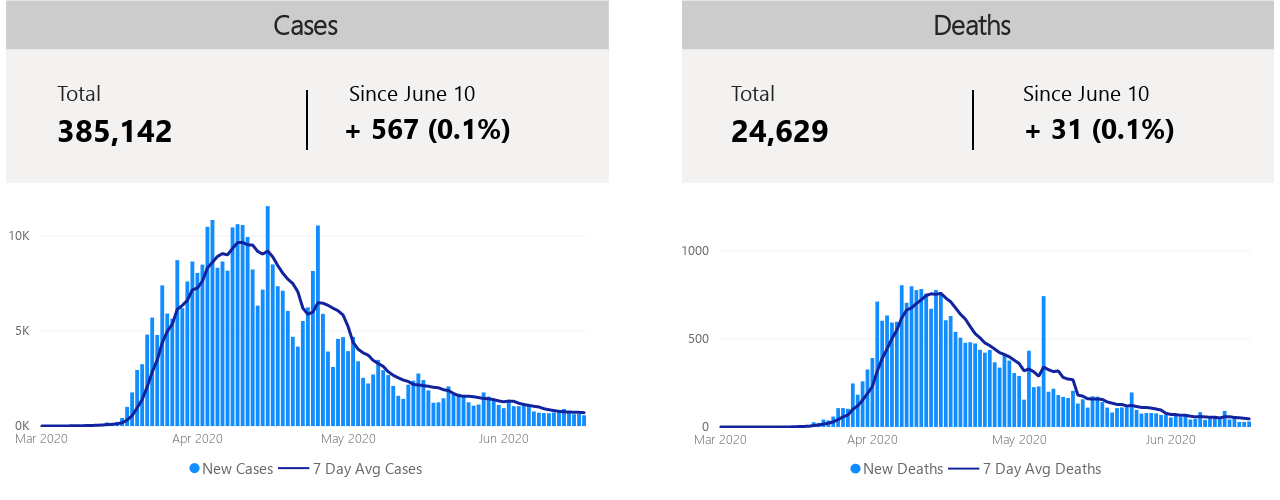 Cases
Total
385,142
Since June 10
+ 567 (0.1%)
10K
5K
0K
Mar 2020
Apr 2020
May 2020
Jun 2020
New Cases
7 Day Avg Cases
Deaths
Total
24,629
Since June 10
+ 31 (0.1%)
1000
500
0
Mar 2020
Apr 2020
May 2020
Jun 2020
New Deaths
7 Day Avg Deaths